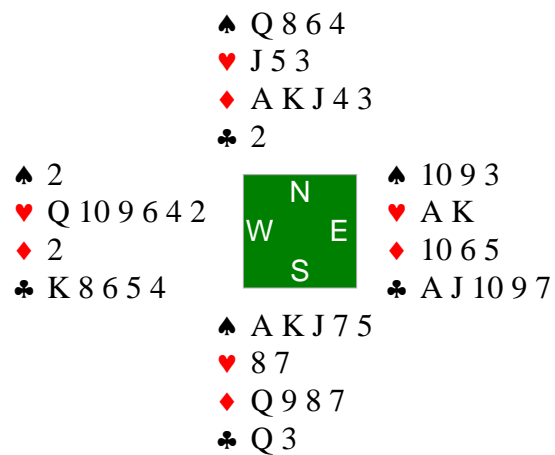 ♠ Q 8 6 4
♥ J 5 3
♦ A K J 4 3
♣ 2
♠ 2
♥ Q 10 9 6 4 2
♦ 2
♣ K 8 6 5 4
N
W E
S
♠ 10 9 3
♥ A K
♦ 10 6 5
♣ A J 10 9 7
♠ A K J 7 5
♥ 8 7
♦ Q 9 8 7
♣ Q 3